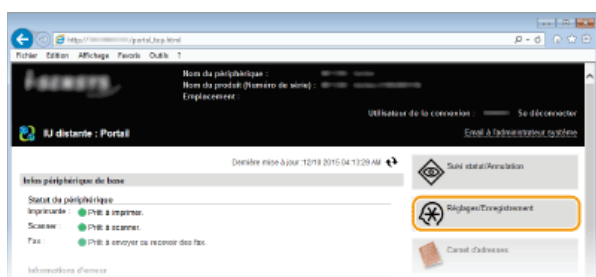 http:// /portal_top.html
Fichier Edition Affichage Favoris Outils ?
Nom du périphérique :
Nom du produit (Numéro de série) :
Emplacement :
Utilisateur de la connexion : Se déconnecter
IU distante : Portail
Email à l'administrateur système
Dernière mise à jour :12/18 2015 04:13:29 AM
Suivi statut/Annulation
Infos périphérique de base
Statut du périphérique
Imprimante : Prêt à imprimer.
Scanner : Prêt à scanner.
Fax : Prêt à envoyer ou recevoir des fax.
Réglages/Enregistrement
Carnet d'adresses
Informations d'erreur